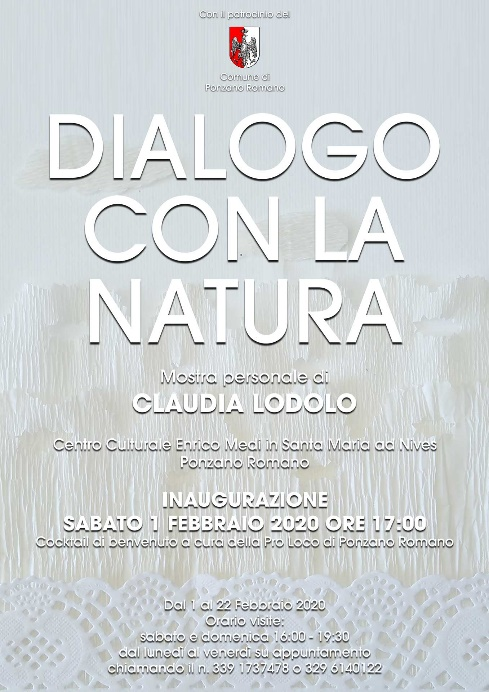 Con il patrocinio del
Comune di
Ponzano Romano
DIALOGO
CON LA
NATURA
Mostra personale di
CLAUDIA LODOLO
Centro Culturale Enrico Medi in Santa Maria ad Nives
Ponzano Romano
INAUGURAZIONE
SABATO 1 FEBBRAIO 2020 ORE 17:00
Cocktail di benvenuto a cura della Pro Loco di Ponzano Romano
Dal 1 al 22 Febbraio 2020
Orario visite:
sabato e domenica 16:00 - 19:30
dal lunedì al venerdì su appuntamento
chiamando il n. 339 1737478 o 329 6140122